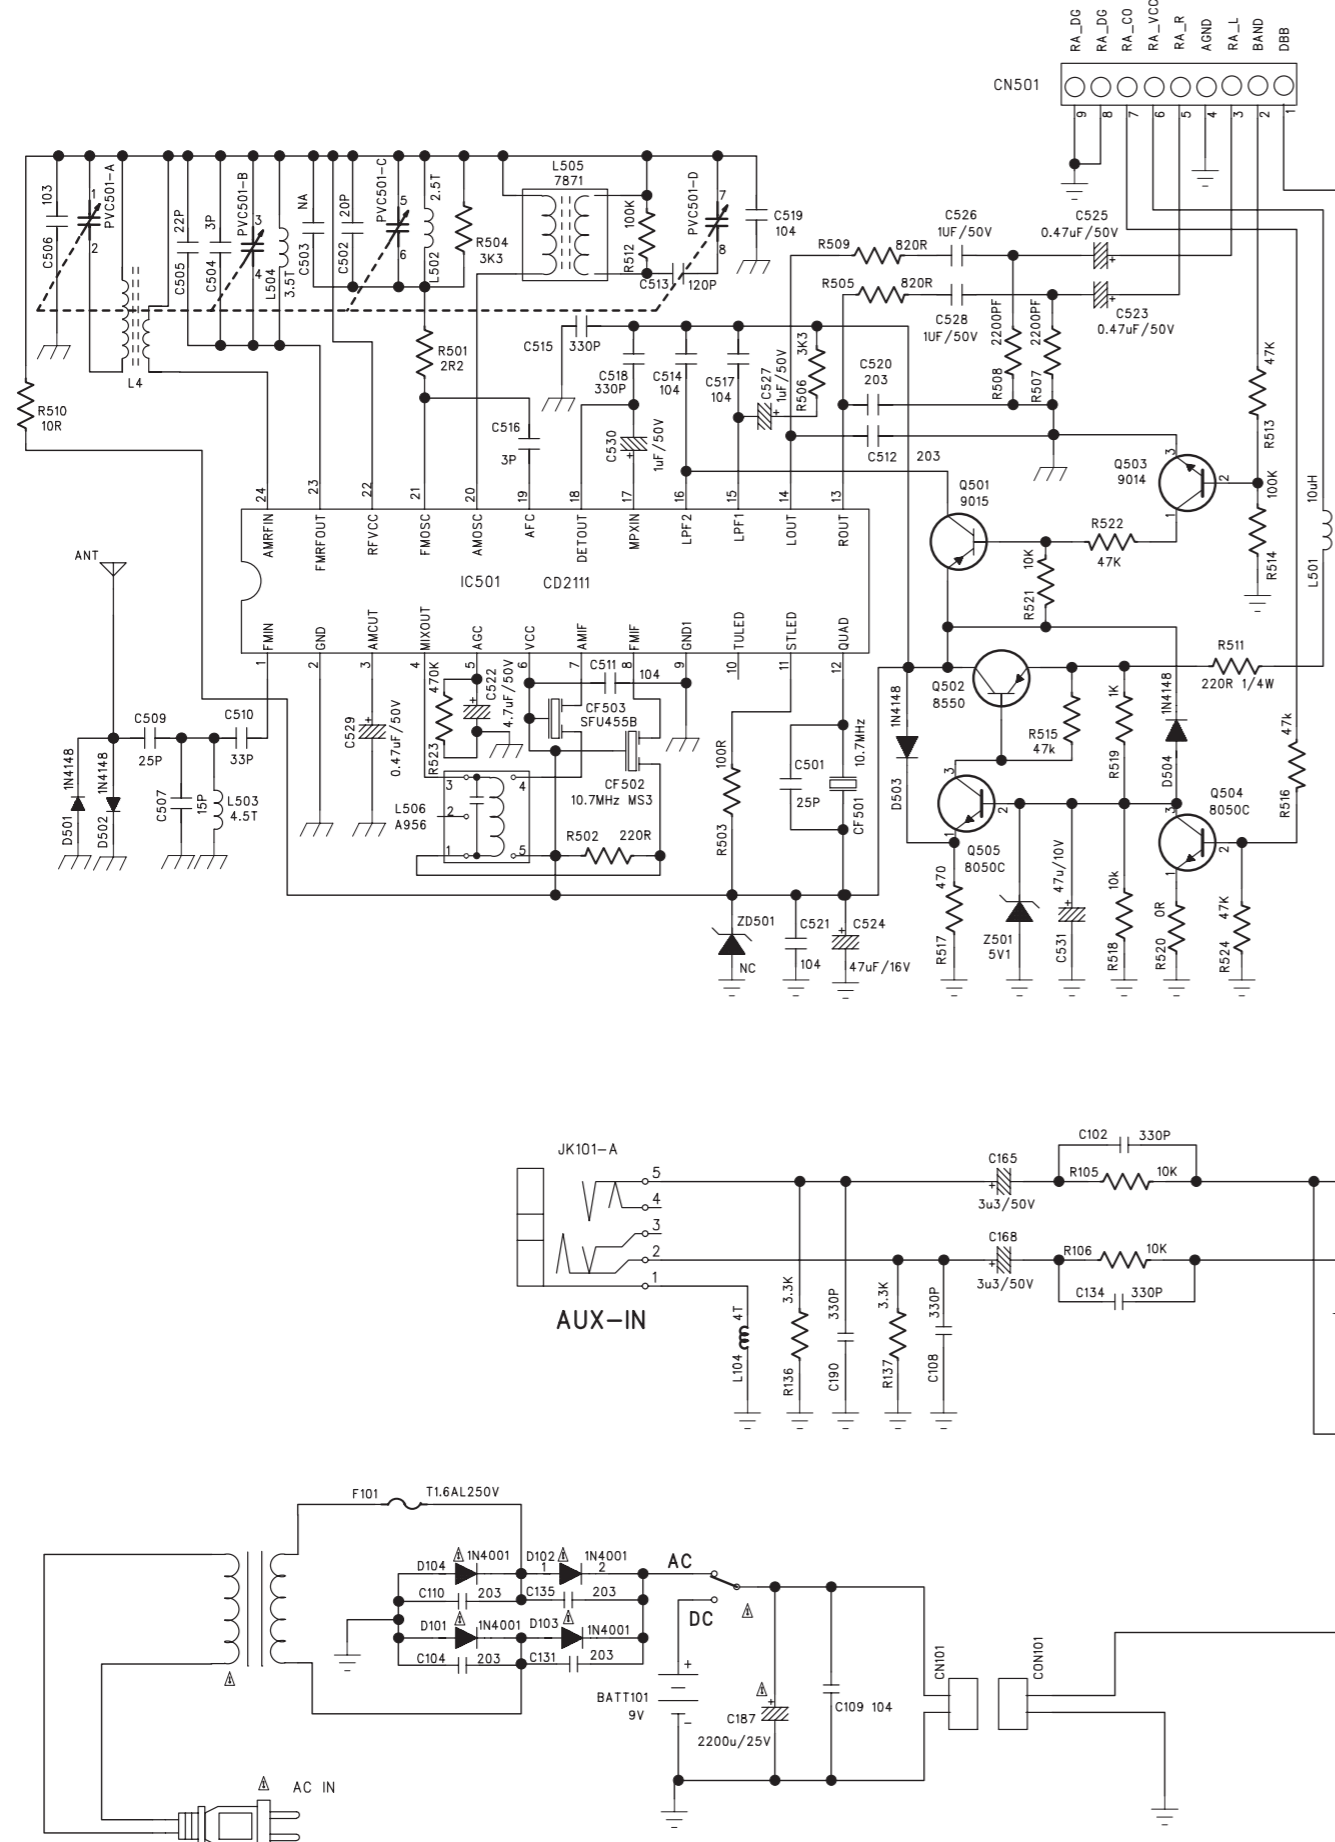 RA_DG
RA_DG
RA_CO
RA_VCC
RA_R
AGND
RA_L
BAND
DBB
CN501
9
8
7
6
5
4
3
2
1
103
C506
1
PVC501-A
2
22P
C505
3P
C504
PVC501-B
3
4
L504
3.5T
NA
C503
20P
C502
PVC501-C
5
6
2.5T
L502
R504
3K3
L505
7871
100K
R512
C513
120P
PVC501-D
7
8
C519
104
R509
820R
C526
1UF/50V
C525
0.47uF/50V
R505
820R
C528
1UF/50V
C523
0.47uF/50V
2200PF
R508
2200PF
R507
L4
R510
10R
R501
2R2
C515
330P
C518
330P
C514
104
C517
104
C527
1uF/50V
3K3
R506
C520
203
C512
203
C516
3P
C530
1uF/50V
47K
R513
Q501
9015
Q503
9014
3
2
1
100K
R514
10uH
L501
R522
47K
10K
R521
24
23
22
21
20
19
18
17
16
15
14
13
AMRFIN
FMRFOUT
RFVCC
FMOSC
AMOSC
AFC
DETOUT
MPXIN
LPF2
LPF1
LOUT
ROUT
IC501
CD2111
FMIN
GND
AMCUT
MIXOUT
AGC
VCC
AMIF
FMIF
GND1
TULED
STLED
QUAD
1
2
3
4
5
6
7
8
9
10
11
12
ANT
C509
25P
C510
33P
1N4148
D501
1N4148
D502
C507
15P
L503
4.5T
C529
0.47uF/50V
470K
R523
C522
4.7uF/50V
C511
104
CF503
SFU455B
CF502
10.7MHz MS3
L506
A956
3
2
1
4
5
R502
220R
100R
R503
C501
25P
10.7MHz
CF501
1N4148
D503
Q502
8550
R515
47k
1K
R519
R511
220R 1/4W
1N4148
D504
47k
R516
3
2
1
Q505
8050C
Q504
8050C
3
2
1
470
R517
Z501
5V1
47u/10V
C531
10k
R518
0R
R520
47K
R524
ZD501
NC
C521
104
C524
47uF/16V
JK101-A
5
4
3
2
1
AUX-IN
4T
L104
3.3K
R136
330P
C190
3.3K
R137
330P
C108
C165
3u3/50V
C168
3u3/50V
C102
330P
R105
10K
R106
10K
C134
330P
F101
T1.6AL250V
D104
1N4001
D102
1
1N4001
2
C110
203
C135
203
D101
1N4001
D103
1N4001
C104
203
C131
203
AC
DC
BATT101
9V
+
−
C187
2200u/25V
C109 104
CN101
CON101
AC IN